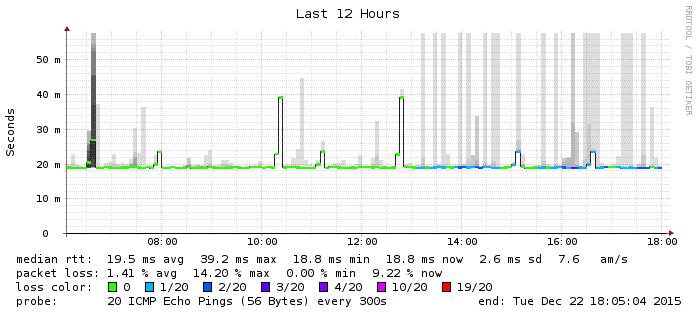 Last 12 Hours
RRDTOOL / TOBI OETIKER
Seconds
50 m
40 m
30 m
20 m
10 m
0
08:00 10:00 12:00 14:00 16:00 18:00
median rtt: 19.5 ms avg 39.2 ms max 18.8 ms min 18.8 ms now 2.6 ms sd 7.6 am/s
packet loss: 1.41 % avg 14.20 % max 0.00 % min 9.22 % now
loss color: 0 1/20 2/20 3/20 4/20 10/20 19/20
probe: 20 ICMP Echo Pings (56 Bytes) every 300s end: Tue Dec 22 18:05:04 2015